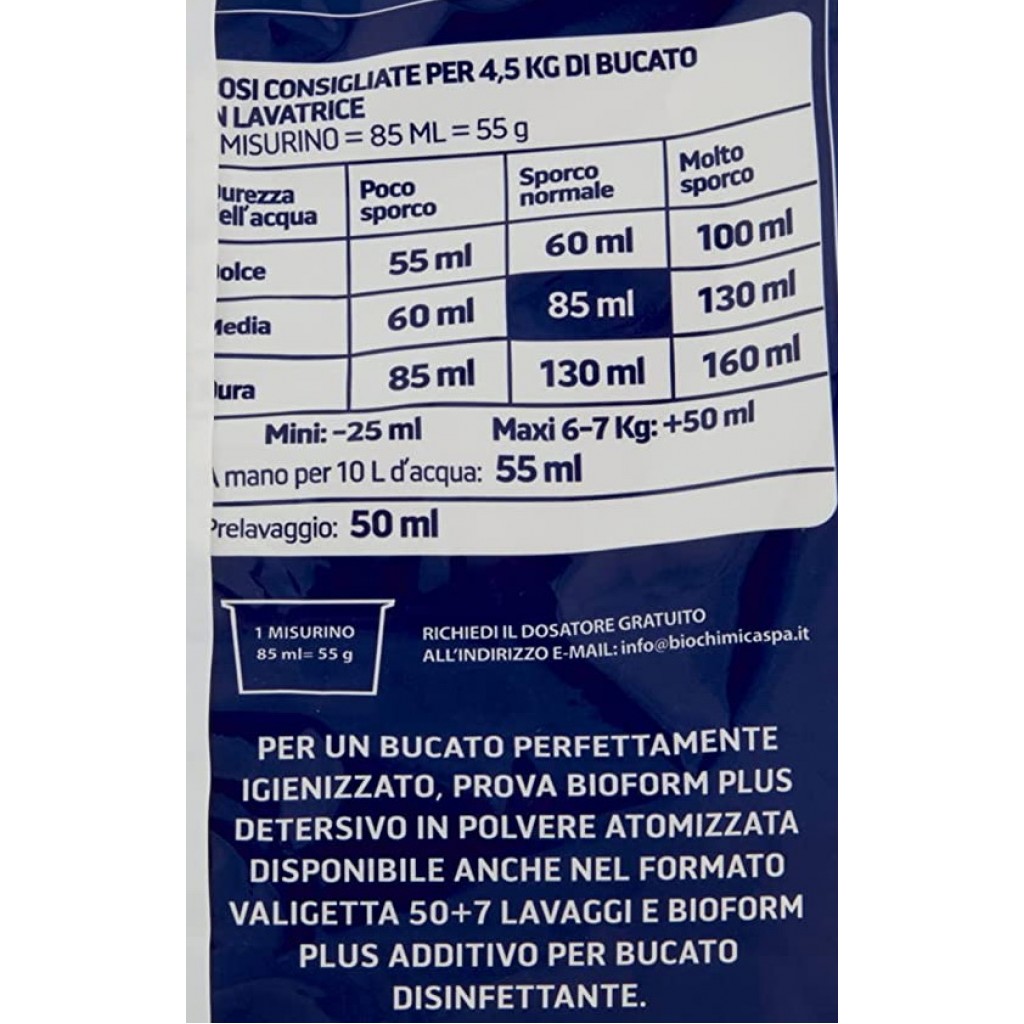 OSI CONSIGLIATE PER 4,5 KG DI BUCATO
N LAVATRICE
MISURINO = 85 ML = 55 g
urezza Poco Sporco Molto
ell'acqua sporco normale sporco
olce 55 ml 60 ml 100 ml
Media 60 ml 85 ml 130 ml
ura 85 ml 130 ml 160 ml
Mini: -25 ml Maxi 6-7 Kg: +50 ml
A mano per 10 L d'acqua: 55 ml
Prelavaggio: 50 ml
1 MISURINO
85 ml= 55 g
RICHIEDI IL DOSATORE GRATUITO
ALL'INDIRIZZO E-MAIL: info@biochimicaspa.it
PER UN BUCATO PERFETTAMENTE
IGIENIZZATO, PROVA BIOFORM PLUS
DETERSIVO IN POLVERE ATOMIZZATA
DISPONIBILE ANCHE NEL FORMATO
VALIGETTA 50+7 LAVAGGI E BIOFORM
PLUS ADDITIVO PER BUCATO
DISINFETTANTE.